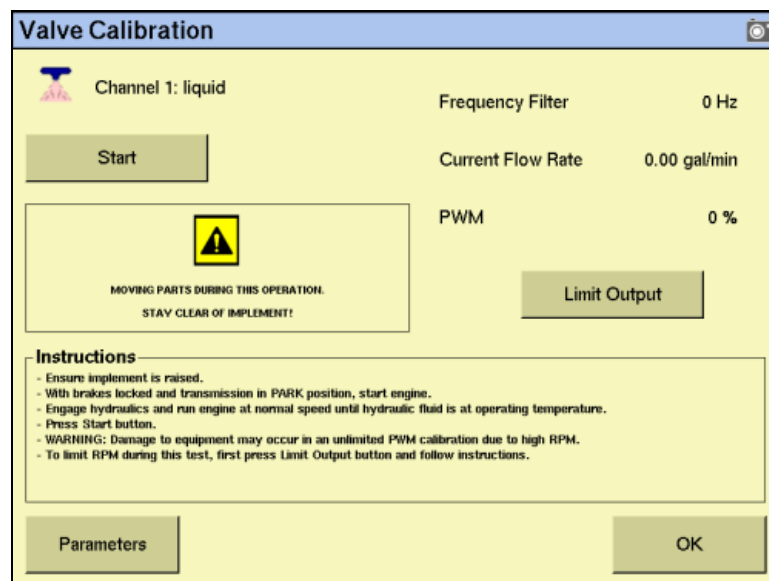 Valve Calibration
Channel 1: liquid
Start
MOVING PARTS DURING THIS OPERATION.
STAY CLEAR OF IMPLEMENT!
Frequency Filter 0 Hz
Current Flow Rate 0.00 gal/min
PWM 0 %
Limit Output
Instructions
- Ensure implement is raised.
- With brakes locked and transmission in PARK position, start engine.
- Engage hydraulics and run engine at normal speed until hydraulic fluid is at operating temperature.
- Press Start button.
- WARNING: Damage to equipment may occur in an unlimited PWM calibration due to high RPM.
- To limit RPM during this test, first press Limit Output button and follow instructions.
Parameters
OK